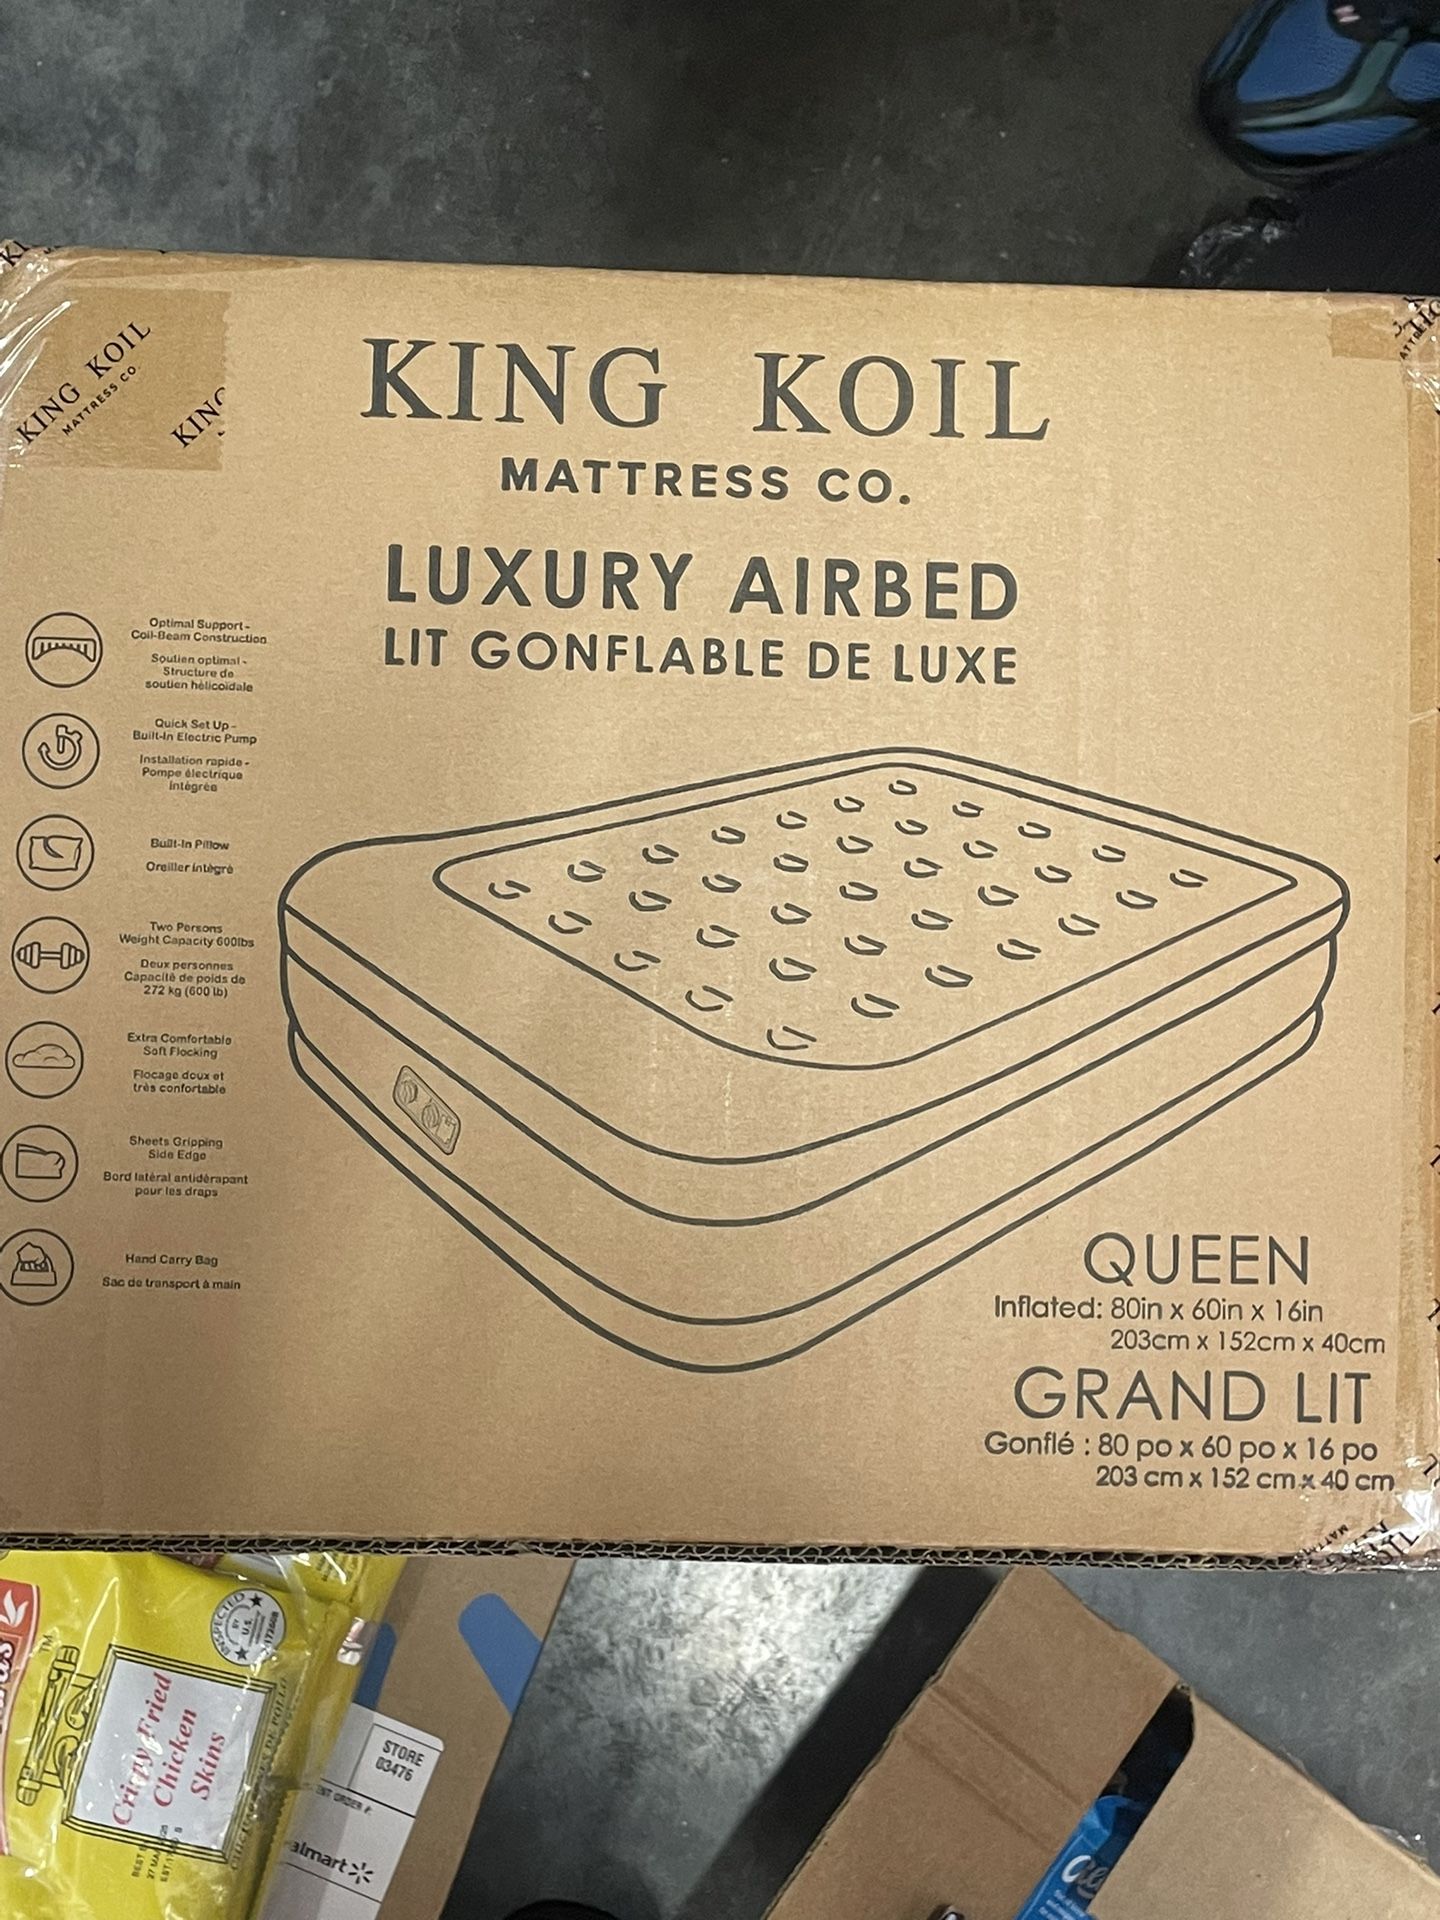 KING KOIL
MATTRESS CO.
KING KOIL
MATTRESS CO.
LUXURY AIRBED
LIT GONFLABLE DE LUXE
Optimal Support -
Coil-Beam Construction
Soutien optimal -
Structure de
soutien hélicoïdale
Quick Set Up -
Built-In Electric Pump
Installation rapide -
Pompe électrique
intégrée
Built-In Pillow
Oreiller intégré
Two Persons
Weight Capacity 600lbs
Deux personnes
Capacité de poids de
272 kg (600 lb)
Extra Comfortable
Soft Flocking
Flocage doux et
très confortable
Sheets Gripping
Side Edge
Bord latéral antidérapant
pour les draps
Hand Carry Bag
Sac de transport à main
QUEEN
Inflated: 80in x 60in x 16in
203cm x 152cm x 40cm
GRAND LIT
Gonflé : 80 po x 60 po x 16 po
203 cm x 152 cm x 40 cm
INSPECTED
BY
U.S.
TM
Crispy Fried
Chicken
Skins
STORE
03476